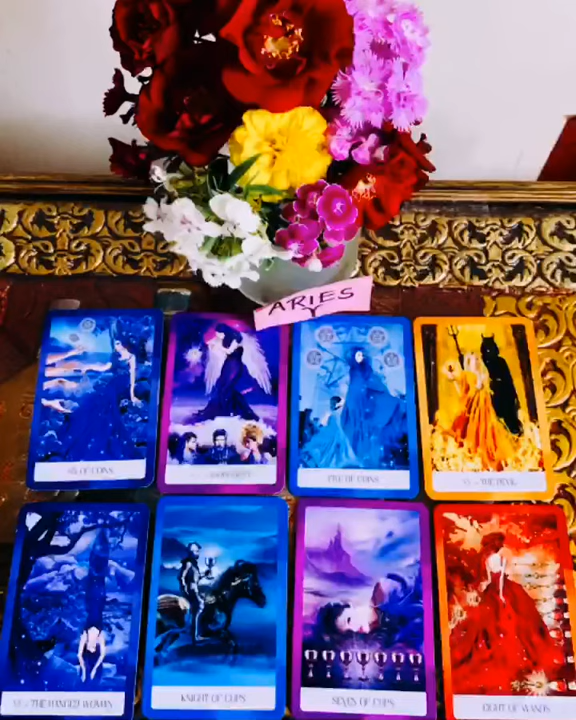 ARIES
♈
SIX OF COINS
FIVE OF COINS
XV - THE DEVIL
XII - THE HANGED WOMAN
KNIGHT OF CUPS
SEVEN OF CUPS
EIGHT OF WANDS